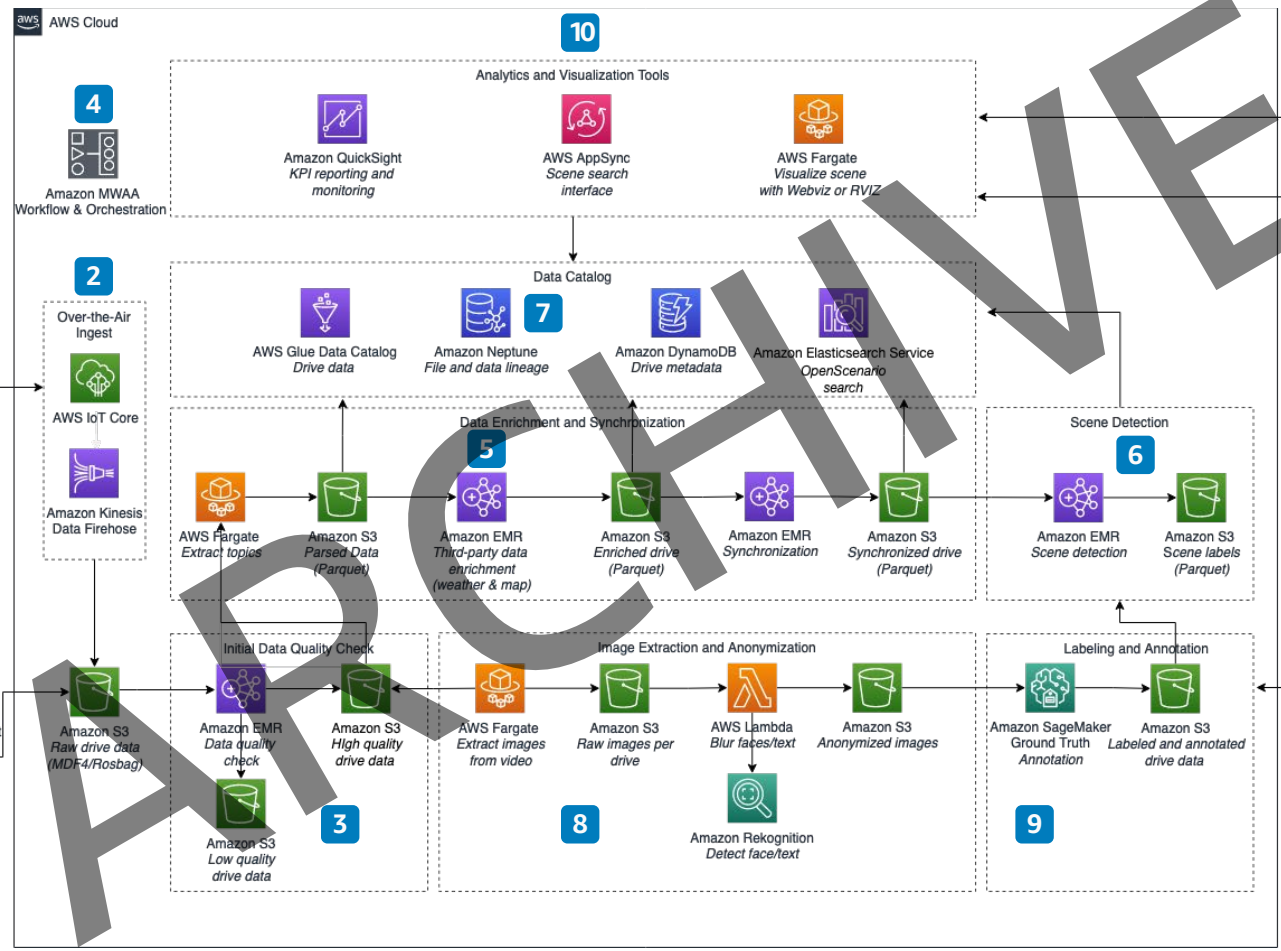 aws
AWS Cloud
10
Analytics and Visualization Tools
4
Amazon QuickSight
KPI reporting and
monitoring
AWS AppSync
Scene search
interface
AWS Fargate
Visualize scene
with Webviz or RVIZ
Amazon MWAA
Workflow & Orchestration
2
Over-the-Air
Ingest
AWS IoT Core
Amazon Kinesis
Data Firehose
Data Catalog
7
AWS Glue Data Catalog
Drive data
Amazon Neptune
File and data lineage
Amazon DynamoDB
Drive metadata
Amazon Elasticsearch Service
OpenScenario
search
Data Enrichment and Synchronization
5
AWS Fargate
Extract topics
Amazon S3
Parsed Data
(Parquet)
Amazon EMR
Third-party data
enrichment
(weather & map)
Amazon S3
Enriched drive
(Parquet)
Amazon EMR
Synchronization
Amazon S3
Synchronized drive
(Parquet)
Scene Detection
6
Amazon EMR
Scene detection
Amazon S3
Scene labels
(Parquet)
Amazon S3
Raw drive data
(MDF4/Rosbag)
Initial Data Quality Check
Amazon EMR
Data quality
check
Amazon S3
HIgh quality
drive data
Amazon S3
Low quality
drive data
3
Image Extraction and Anonymization
AWS Fargate
Extract images
from video
Amazon S3
Raw images per
drive
AWS Lambda
Blur faces/text
Amazon S3
Anonymized images
Amazon Rekognition
Detect face/text
8
Labeling and Annotation
Amazon SageMaker
Ground Truth
Annotation
Amazon S3
Labeled and annotated
drive data
9
ARCHIVE